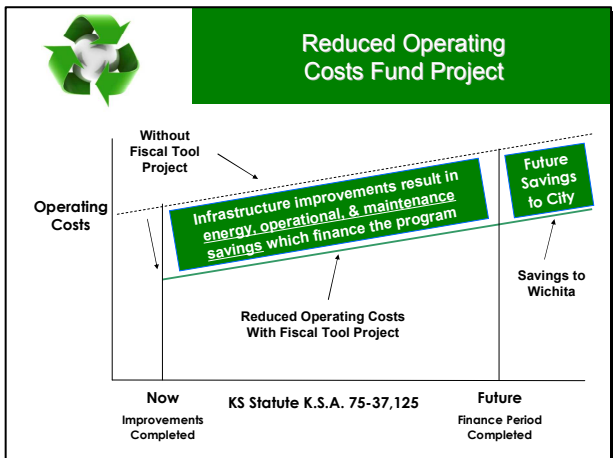 Reduced Operating
Costs Fund Project
Without
Fiscal Tool
Project
Operating
Costs
Infrastructure improvements result in
energy, operational, & maintenance
savings which finance the program
Future
Savings
to City
Savings to
Wichita
Reduced Operating Costs
With Fiscal Tool Project
Now
Improvements
Completed
KS Statute K.S.A. 75-37,125
Future
Finance Period
Completed